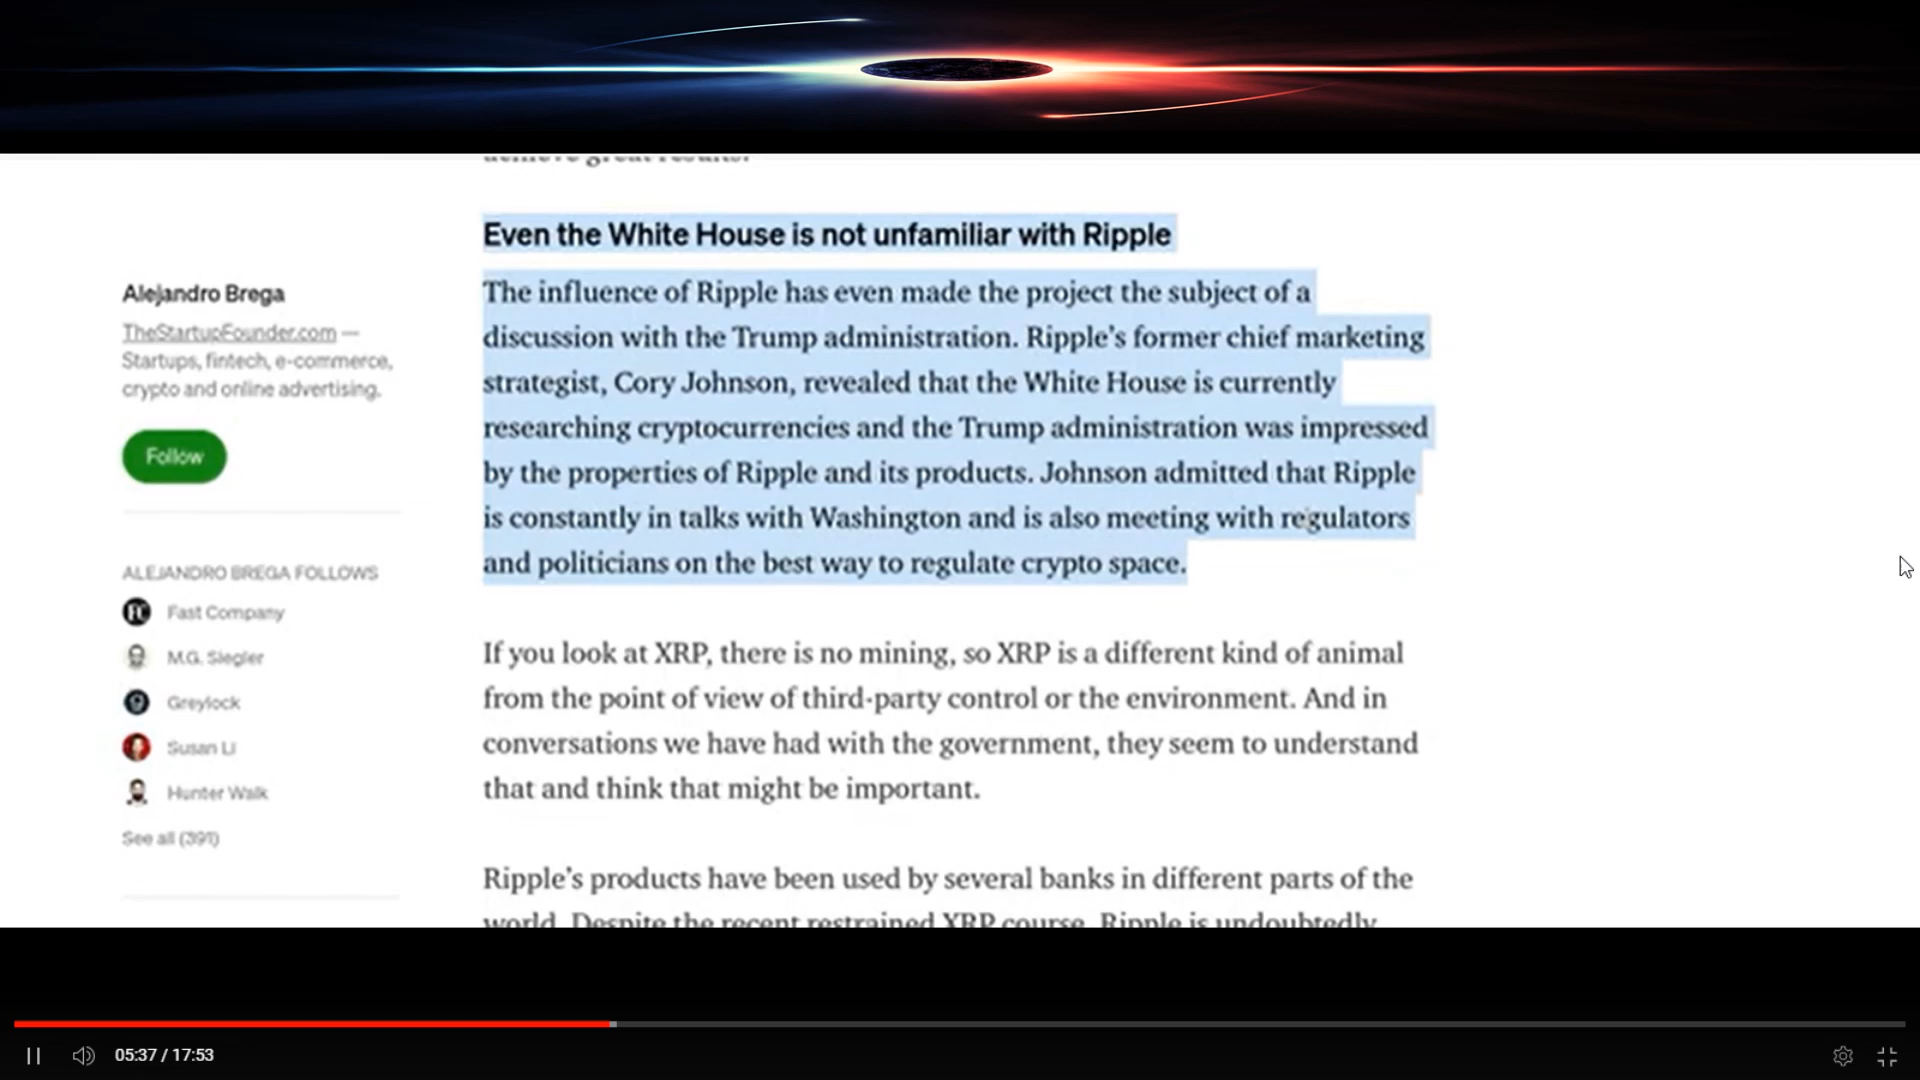 Even the White House is not unfamiliar with Ripple
The influence of Ripple has even made the project the subject of a
discussion with the Trump administration. Ripple's former chief marketing
strategist, Cory Johnson, revealed that the White House is currently
researching cryptocurrencies and the Trump administration was impressed
by the properties of Ripple and its products. Johnson admitted that Ripple
is constantly in talks with Washington and is also meeting with regulators
and politicians on the best way to regulate crypto space.
If you look at XRP, there is no mining, so XRP is a different kind of animal
from the point of view of third-party control or the environment. And in
conversations we have had with the government, they seem to understand
that and think that might be important.
Ripple's products have been used by several banks in different parts of the
world. Despite the recent restrained XRP course, Ripple is undoubtedly
Alejandro Brega
TheStartupFounder.com —
Startups, fintech, e-commerce,
crypto and online advertising.
Follow
ALEJANDRO BREGA FOLLOWS
Fast Company
M.G. Siegler
Greylock
Susan Li
Hunter Walk
See all (391)
05:37 / 17:53